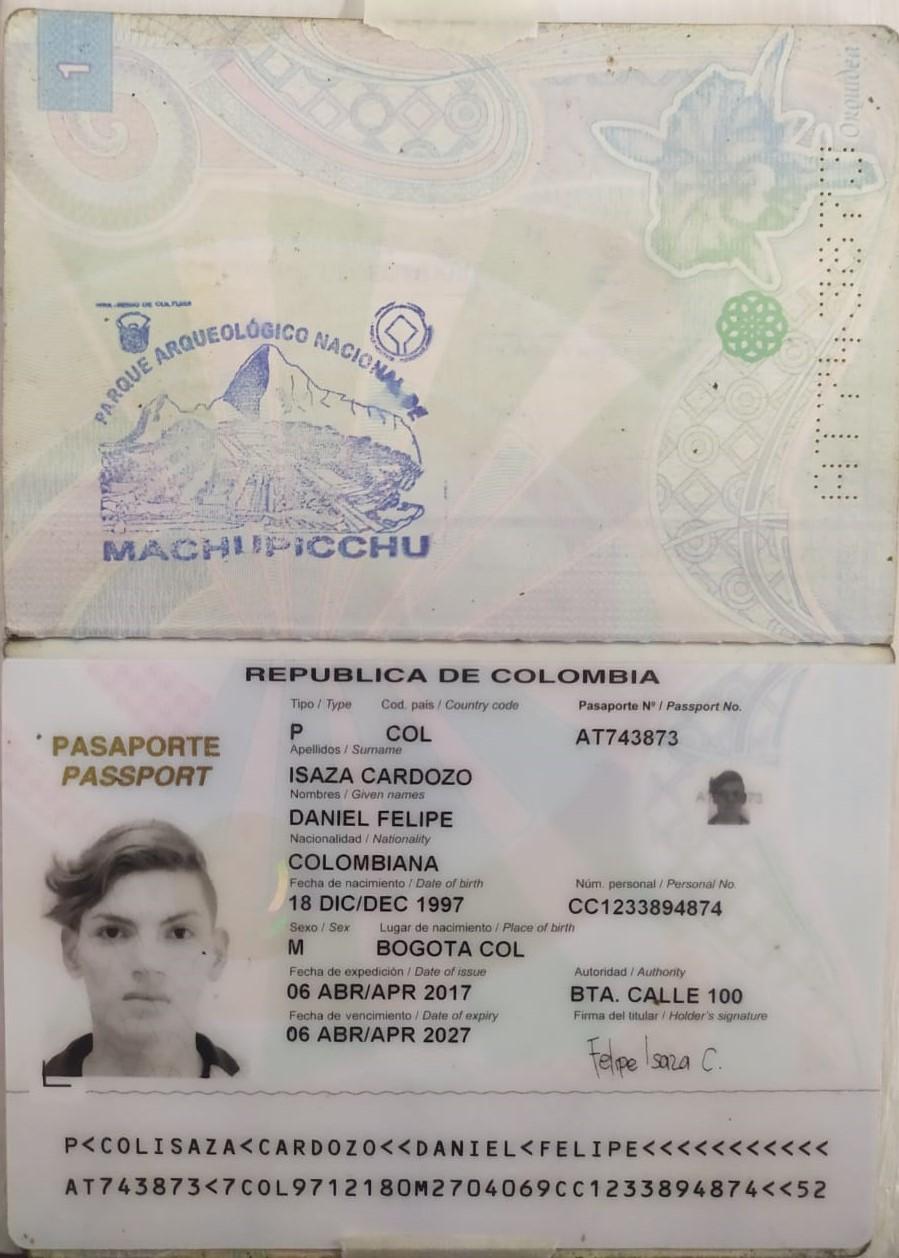 1
Orquídea
AT743873
PARQUE ARQUEOLÓGICO NACIONAL DE
MACHUPICCHU
REPUBLICA DE COLOMBIA
PASAPORTE
PASSPORT
Tipo / Type Cod. país / Country code Pasaporte Nº / Passport No.
P COL AT743873
Apellidos / Surname
ISAZA CARDOZO
Nombres / Given names
DANIEL FELIPE
Nacionalidad / Nationality
COLOMBIANA
Fecha de nacimiento / Date of birth Núm. personal / Personal No.
18 DIC/DEC 1997 CC1233894874
Sexo / Sex Lugar de nacimiento / Place of birth
M BOGOTA COL
Fecha de expedición / Date of issue Autoridad / Authority
06 ABR/APR 2017 BTA. CALLE 100
Fecha de vencimiento / Date of expiry Firma del titular / Holder's signature
06 ABR/APR 2027
Felipe Isaza C.
P<COLISAZA<CARDOZO<<DANIEL<FELIPE<<<<<<<<<<<
AT743873<7COL9712180M2704069CC1233894874<<52